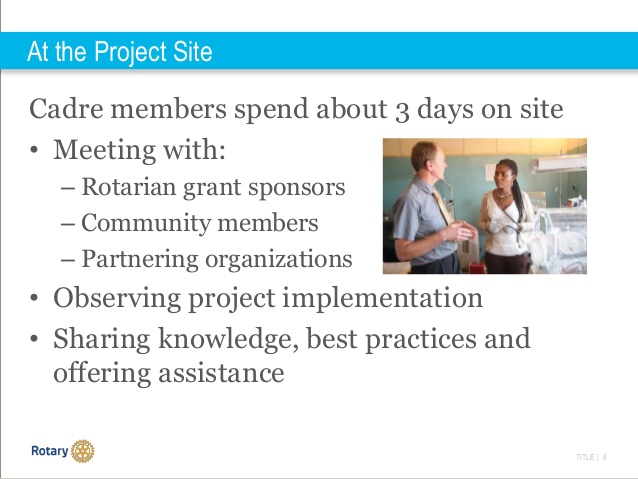 At the Project Site
Cadre members spend about 3 days on site
• Meeting with:
– Rotarian grant sponsors
– Community members
– Partnering organizations
• Observing project implementation
• Sharing knowledge, best practices and
offering assistance
Rotary
TITLE | 6